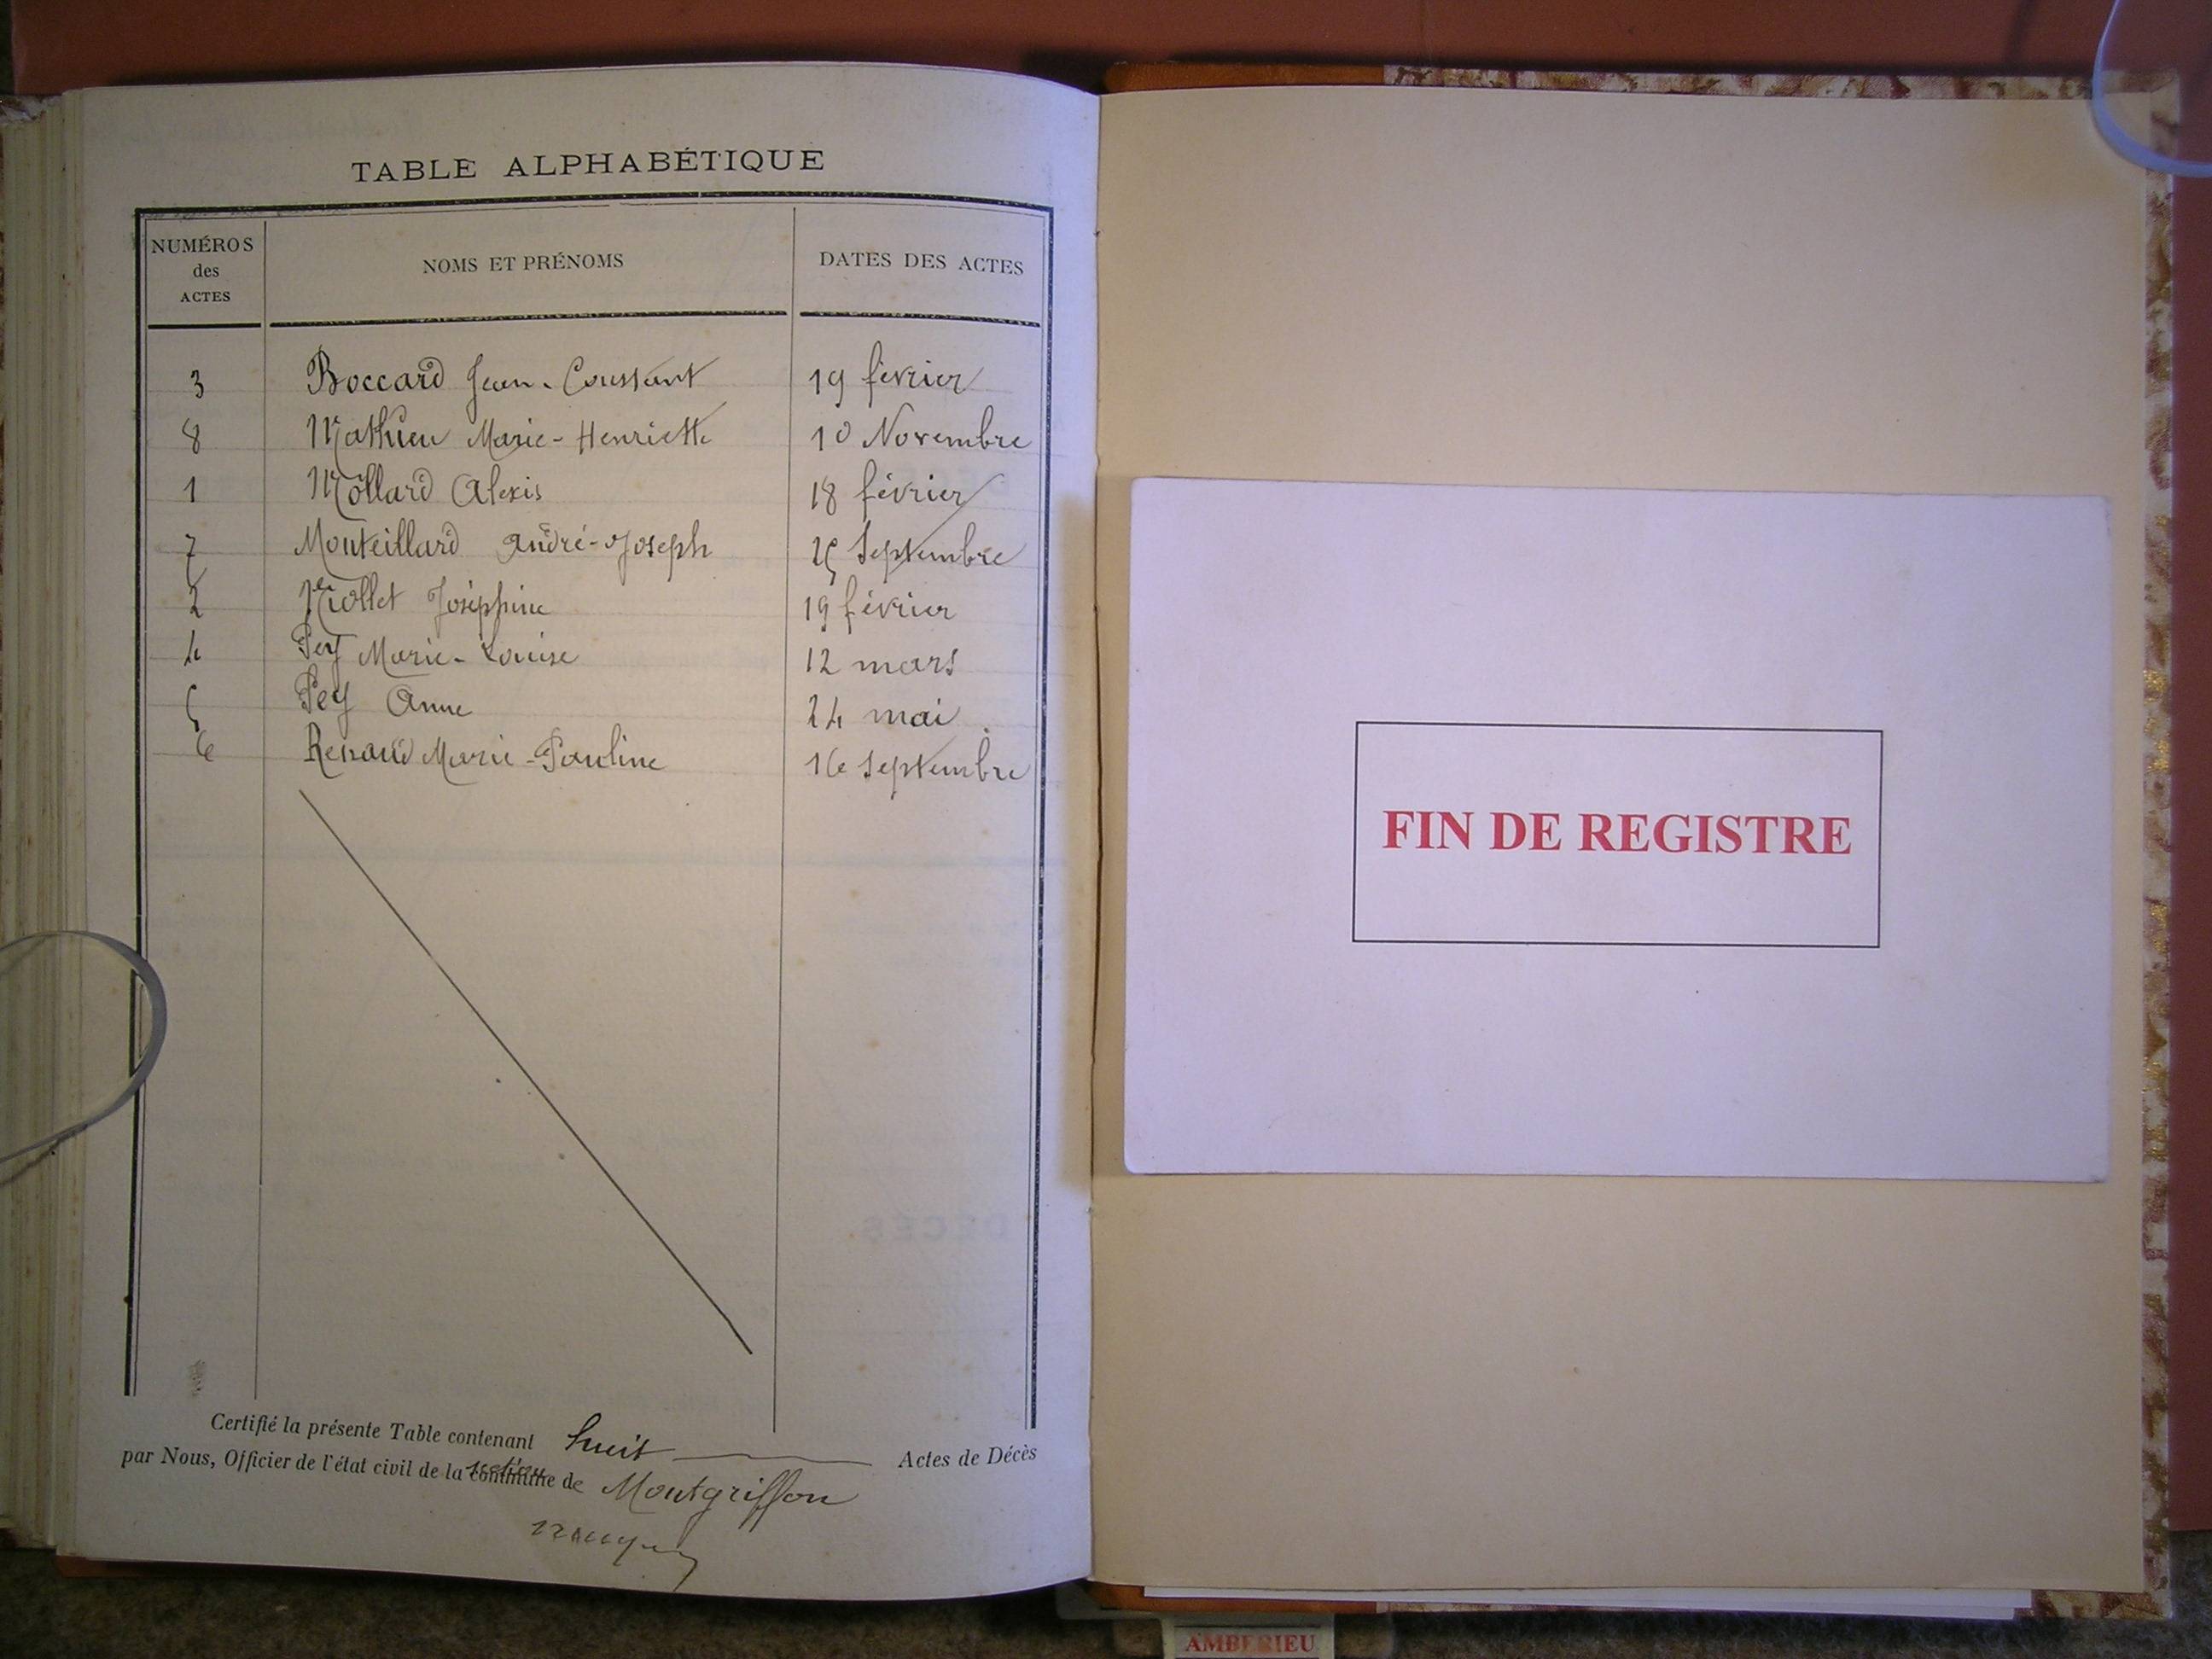 TABLE ALPHABÉTIQUE
NUMÉROS des ACTES NOMS ET PRÉNOMS DATES DES ACTES
3 Boccard Jean-Constant 19 février
8 Mathieu Marie-Henriette 10 Novembre
1 Mollard Alexis 18 février
7 Monteillard André-Joseph 25 Septembre
2 Niollet Joséphine 19 février
4 Pey Marie-Louise 12 mars
5 Pey Anne 24 mai
6 Renaud Marie-Pauline 16 septembre
Certifié la présente Table contenant huit Actes de Décès
par Nous, Officier de l'état civil de la section commune de Montgriffon
FIN DE REGISTRE
AMBERIEU